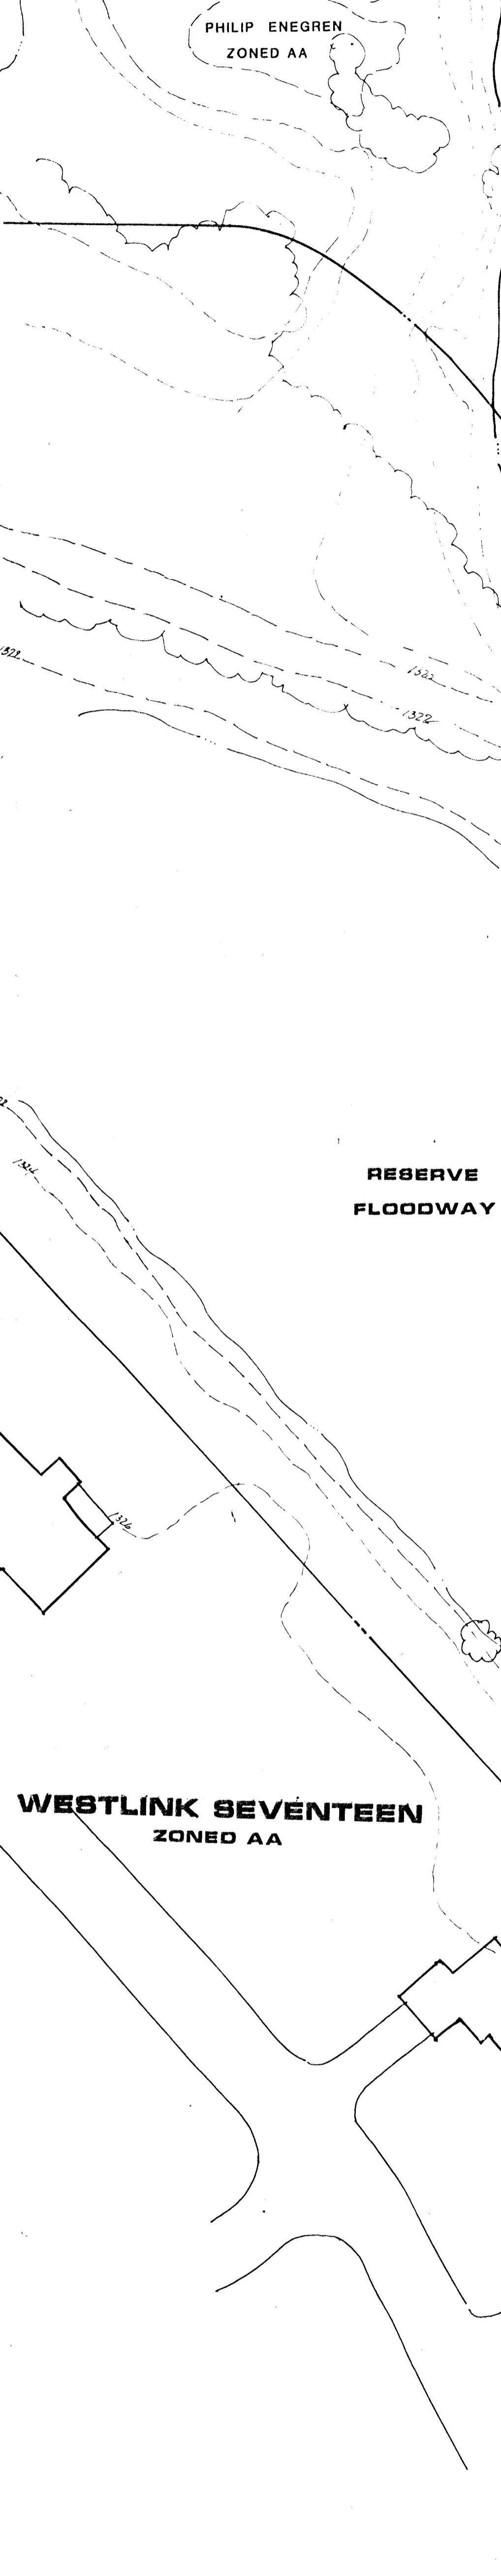 PHILIP ENEGREN
ZONED AA
1322
1322
1322
1324
RESERVE
FLOODWAY
1326
WESTLINK SEVENTEEN
ZONED AA